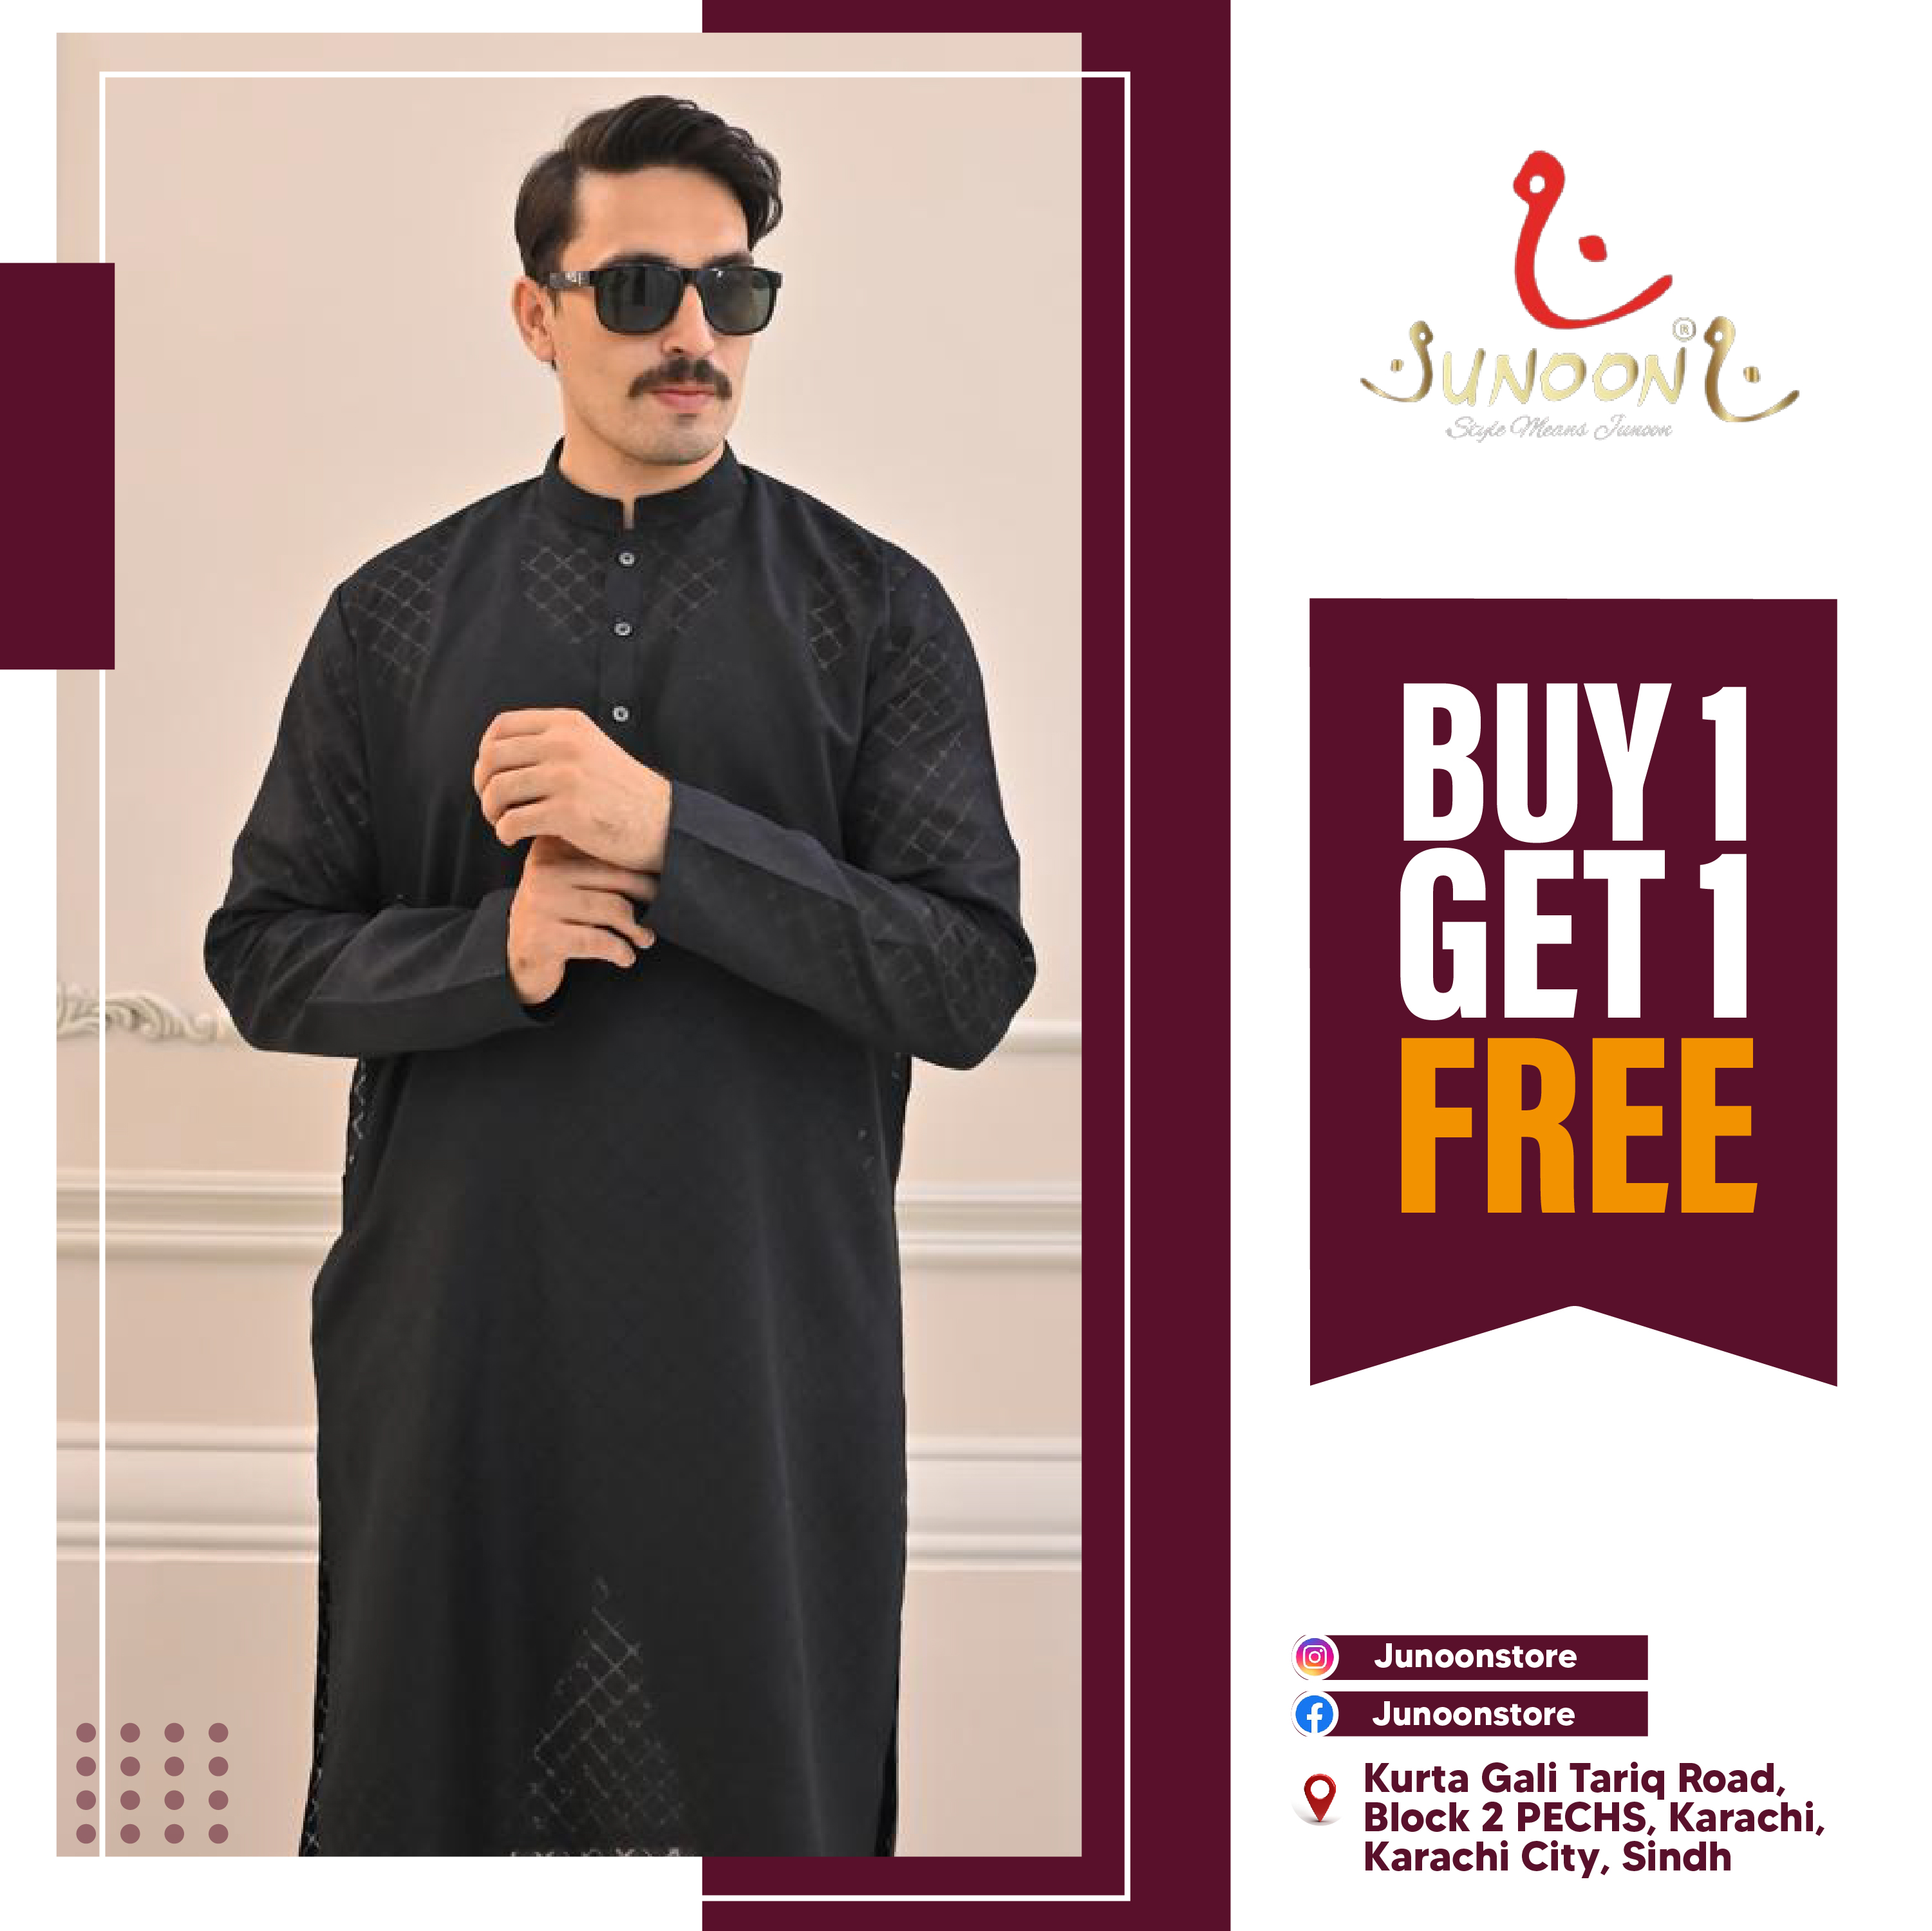 JUNOON ®
Style Means Junoon
BUY 1
GET 1
FREE
Junoonstore
Junoonstore
Kurta Gali Tariq Road,
Block 2 PECHS, Karachi,
Karachi City, Sindh